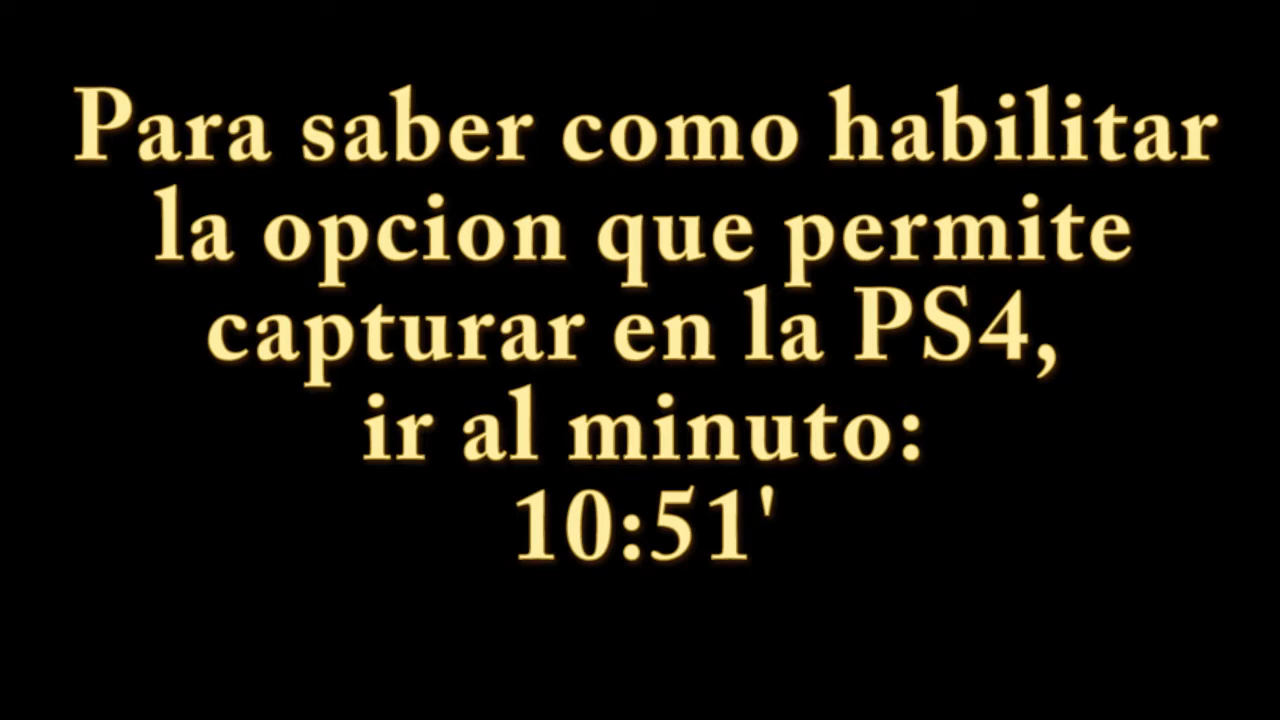 Para saber como habilitar
la opcion que permite
capturar en la PS4,
ir al minuto:
10:51'